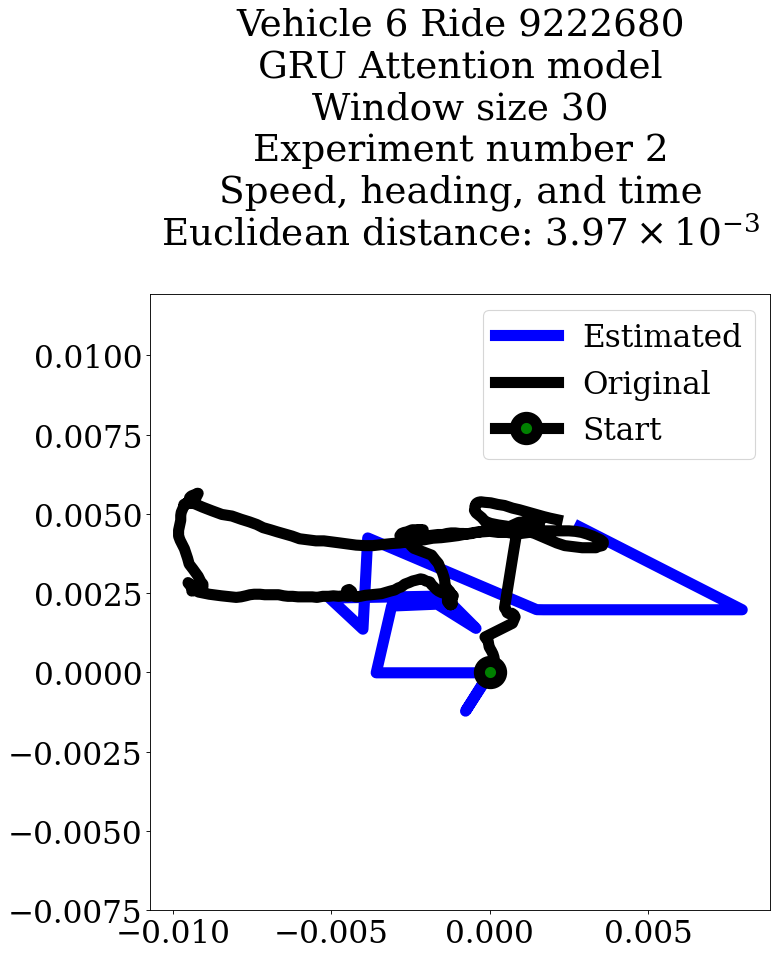 Vehicle 6 Ride 9222680
GRU Attention model
Window size 30
Experiment number 2
Speed, heading, and time
Euclidean distance: 3.97 × 10⁻³
Estimated
Original
Start
0.0100
0.0075
0.0050
0.0025
0.0000
−0.0025
−0.0050
−0.0075
−0.010 −0.005 0.000 0.005